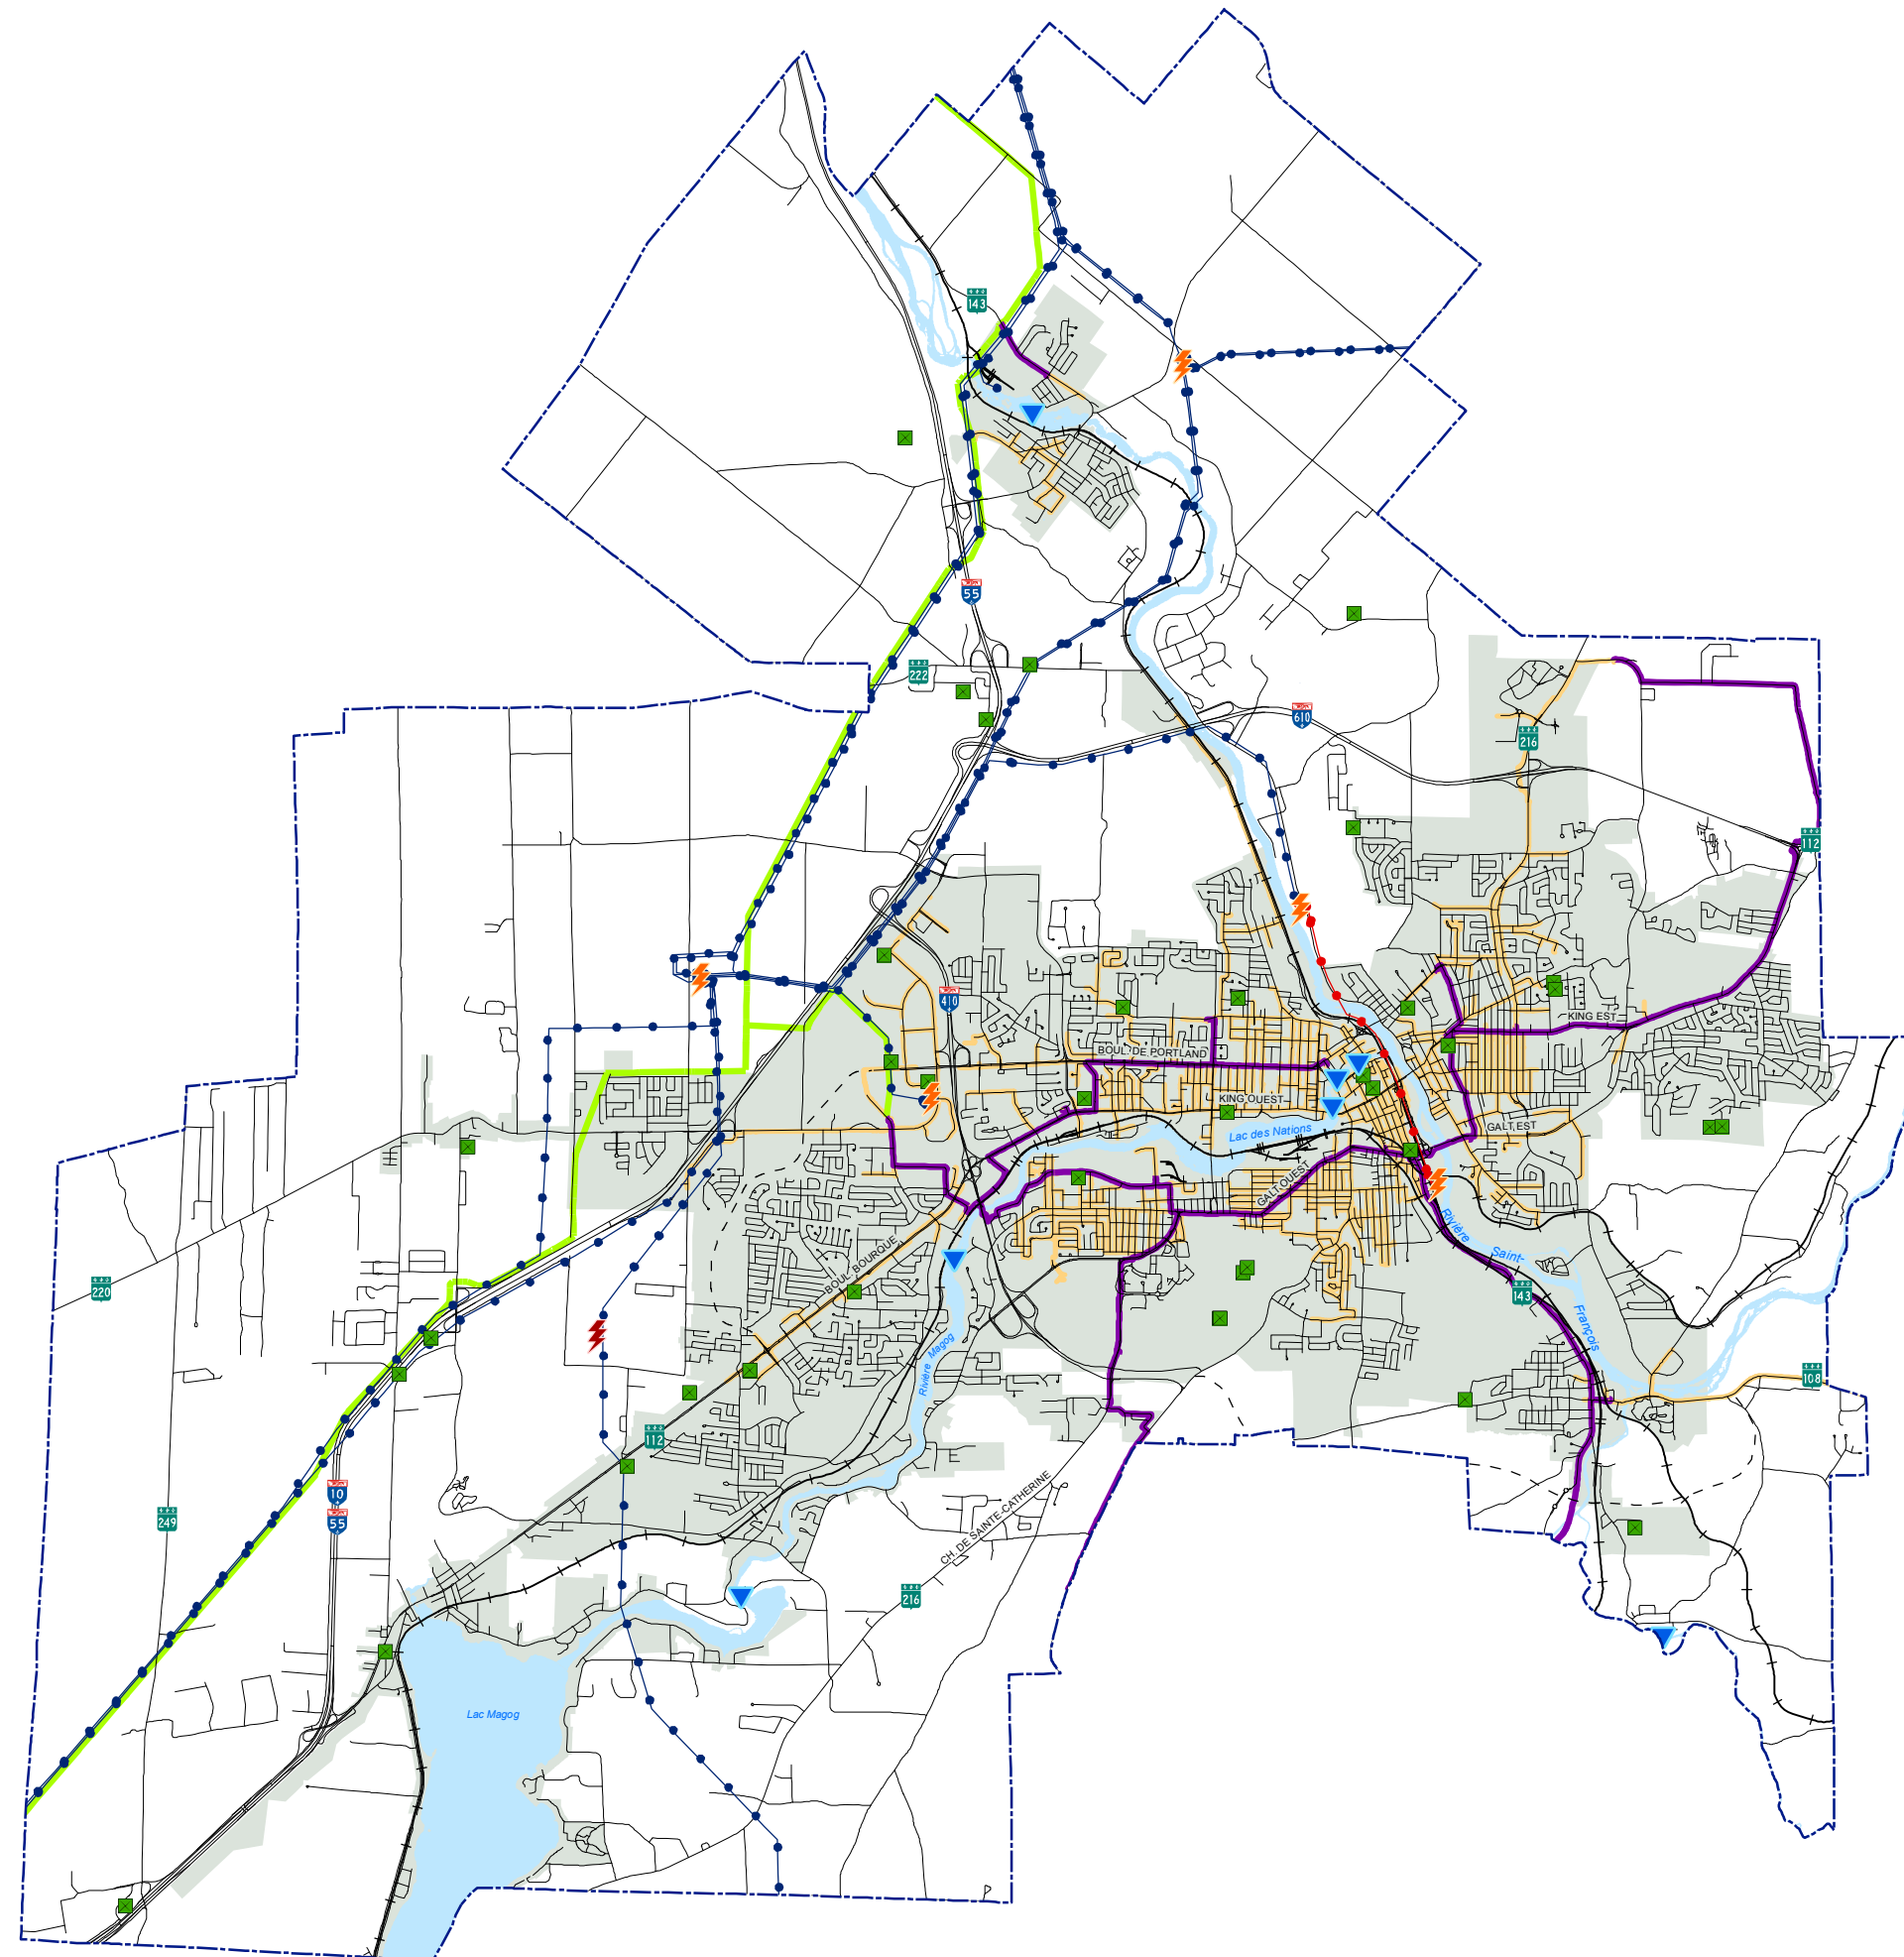 143
55
222
610
216
112
410
KING EST
BOUL. DE PORTLAND
KING OUEST
GALT EST
Lac des Nations
GALT OUEST
Rivière
Saint-
François
BOUL. BOURQUE
220
143
Rivière Magog
108
112
10
55
249
CH. DE SAINTE-CATHERINE
216
Lac Magog